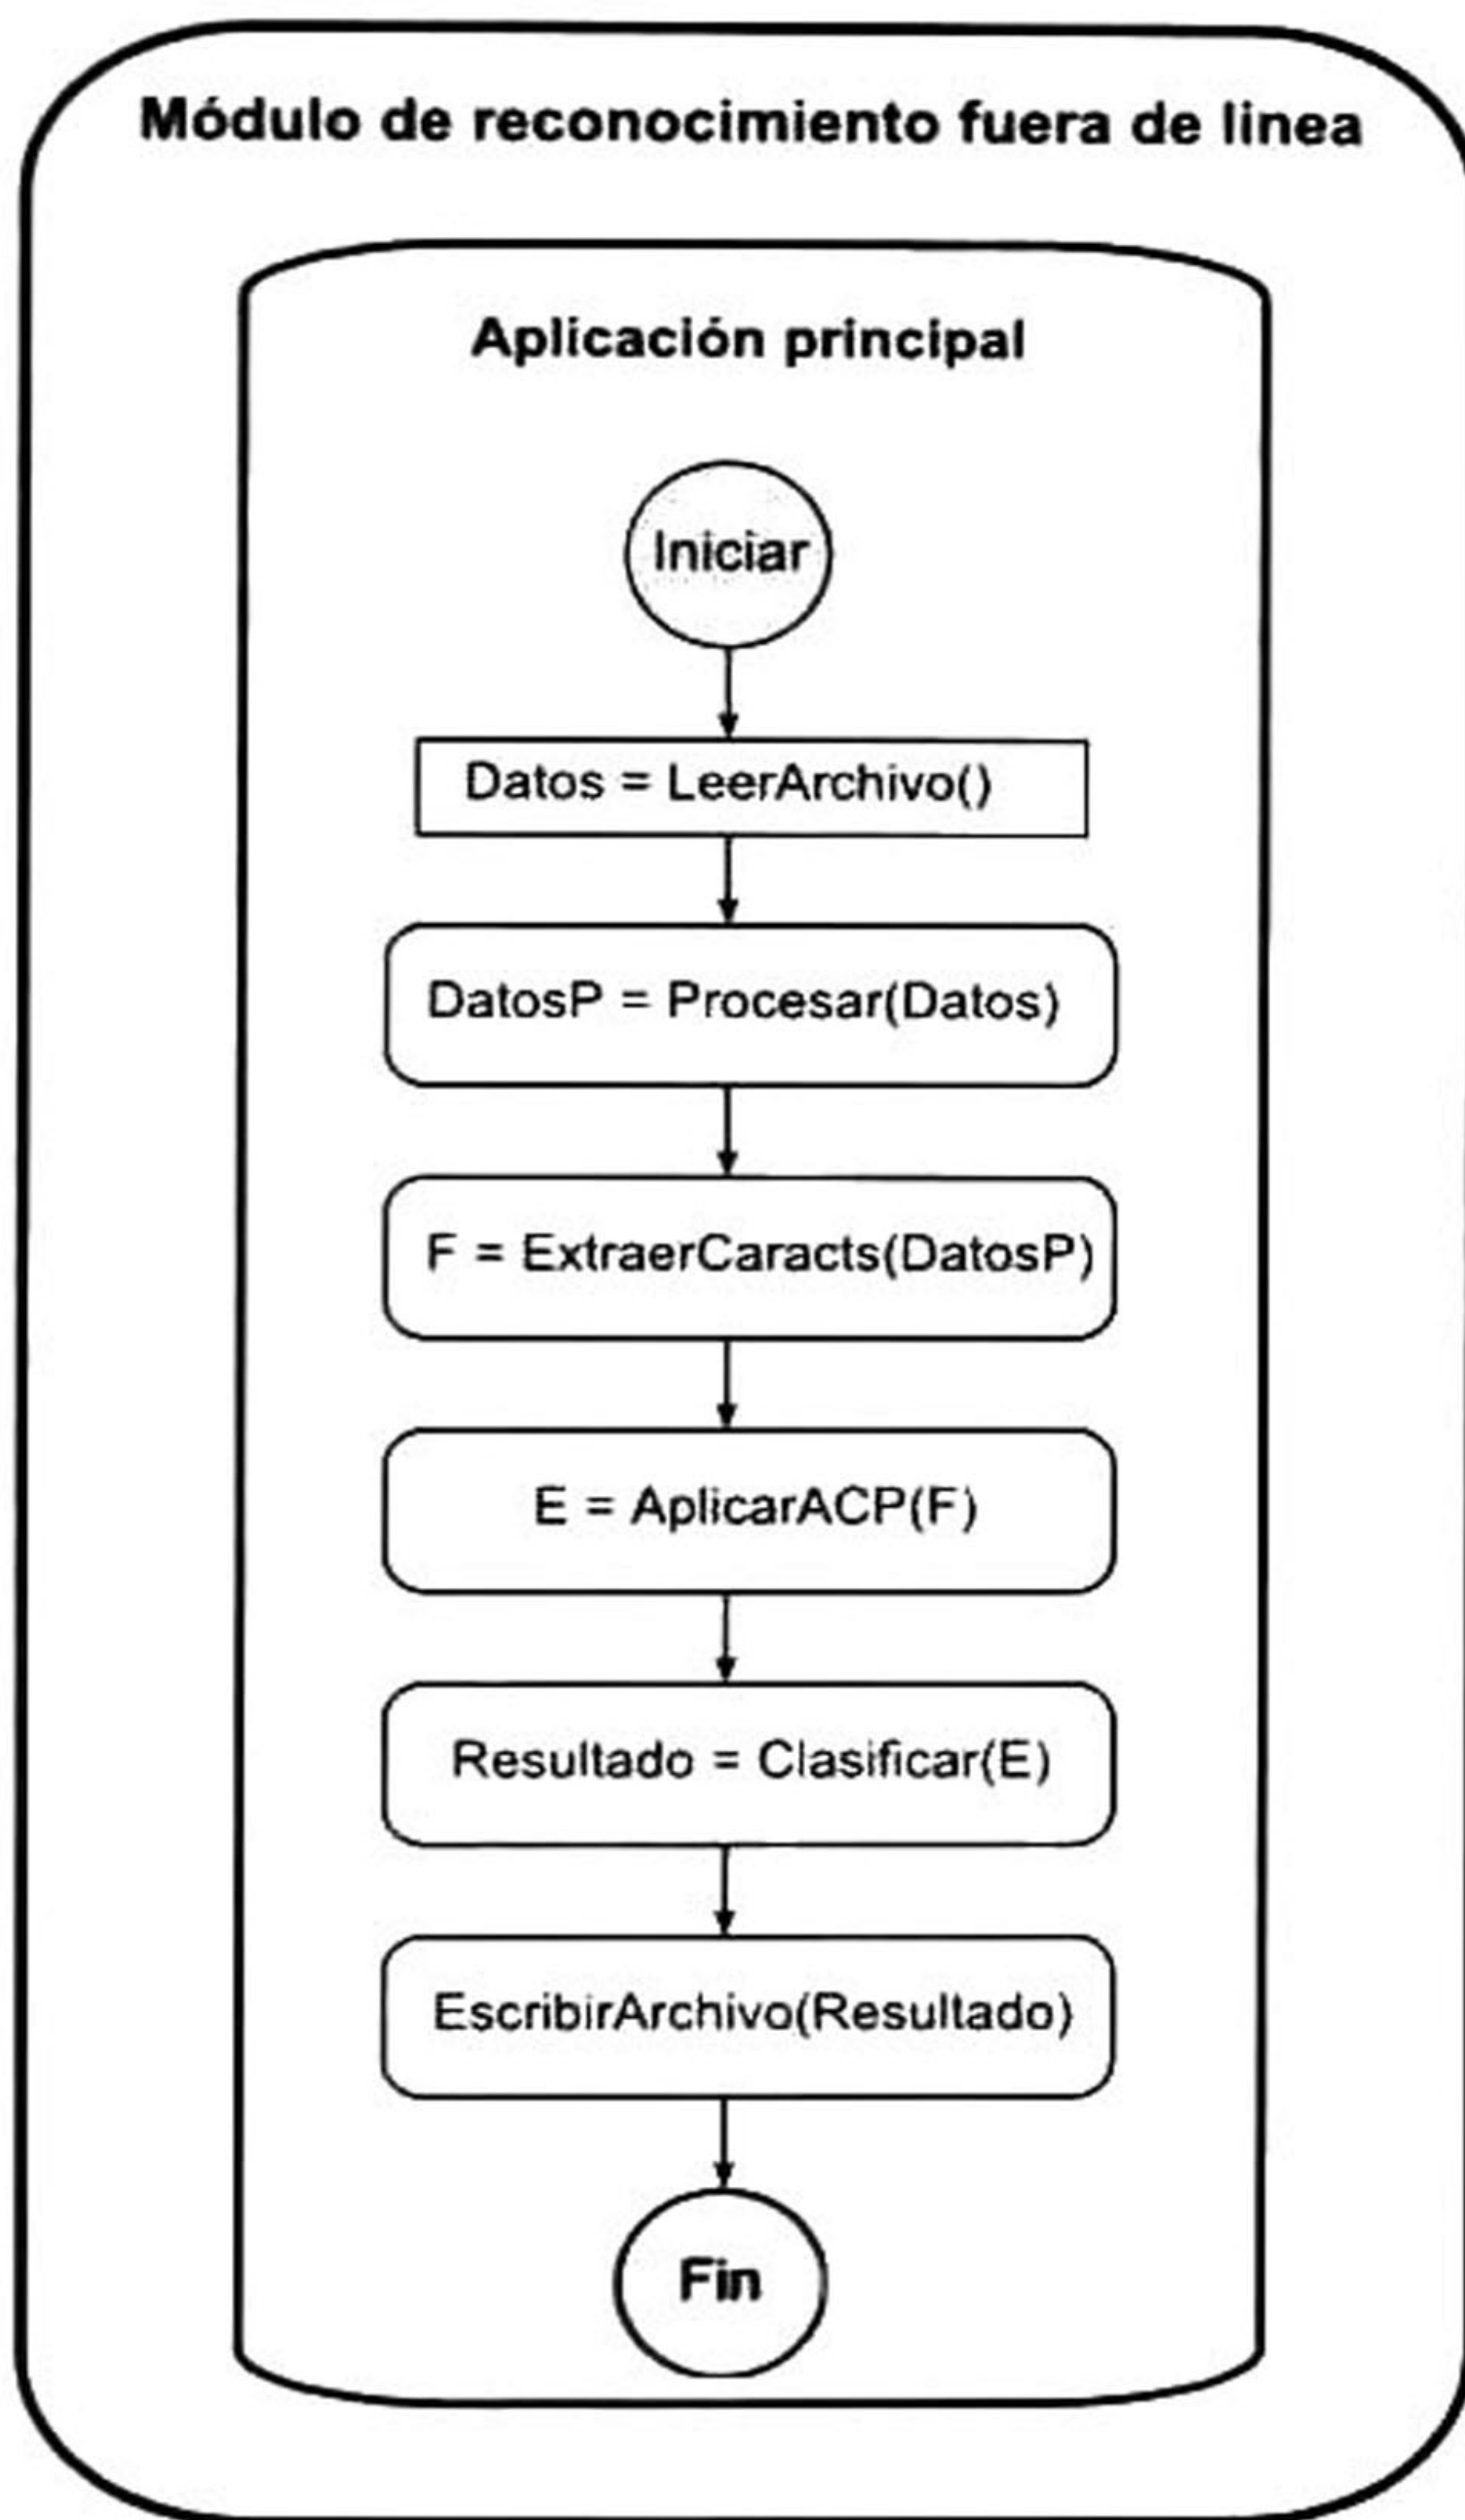 Módulo de reconocimiento fuera de linea
Aplicación principal
Iniciar
Datos = LeerArchivo()
DatosP = Procesar(Datos)
F = ExtraerCaracts(DatosP)
E = AplicarACP(F)
Resultado = Clasificar(E)
EscribirArchivo(Resultado)
Fin